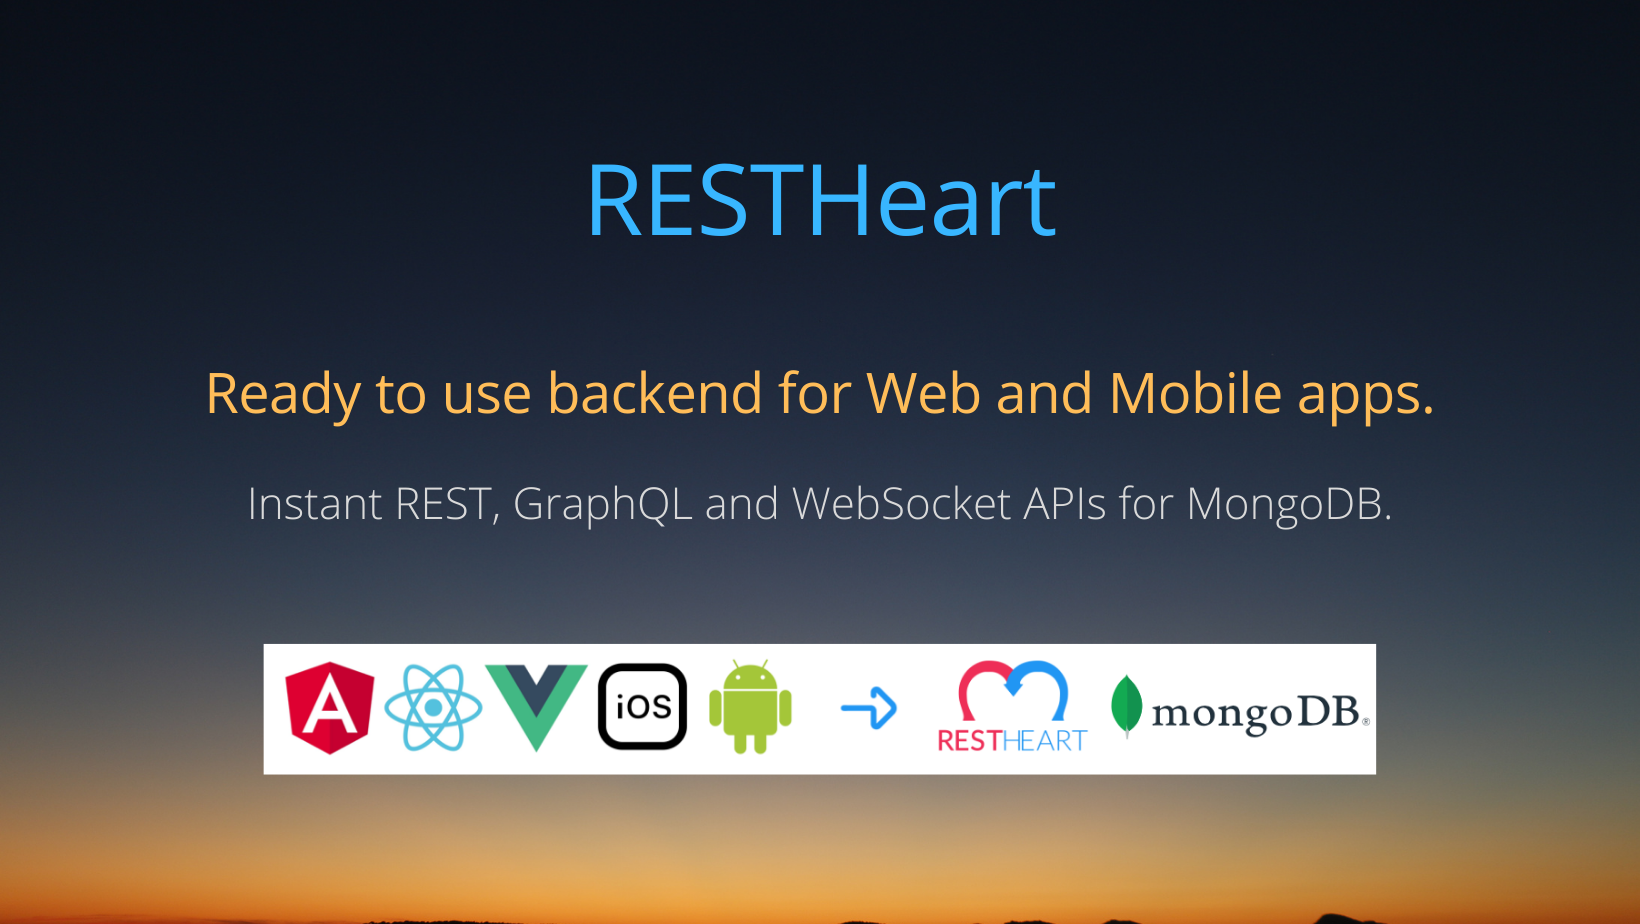 RESTHeart
Ready to use backend for Web and Mobile apps.
Instant REST, GraphQL and WebSocket APIs for MongoDB.
A iOS RESTHEART mongoDB®